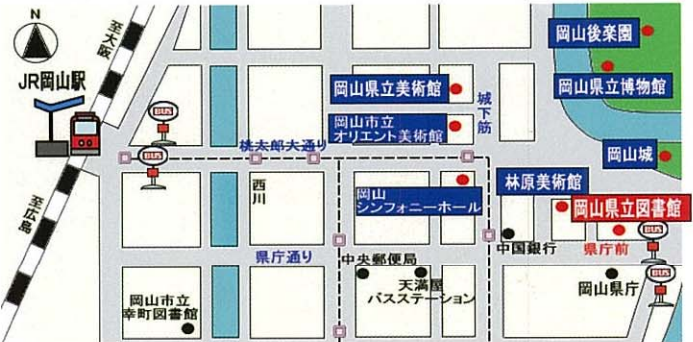 N
至大阪
JR岡山駅
BUS
BUS
至広島
岡山後楽園
岡山県立博物館
岡山県立美術館
城下筋
岡山市立
オリエント美術館
桃太郎大通り
岡山城
西川
岡山
シンフォニーホール
林原美術館
岡山県立図書館
BUS
中国銀行
県庁前
県庁通り
中央郵便局
天満屋
バスステーション
岡山県庁
BUS
岡山市立
幸町図書館